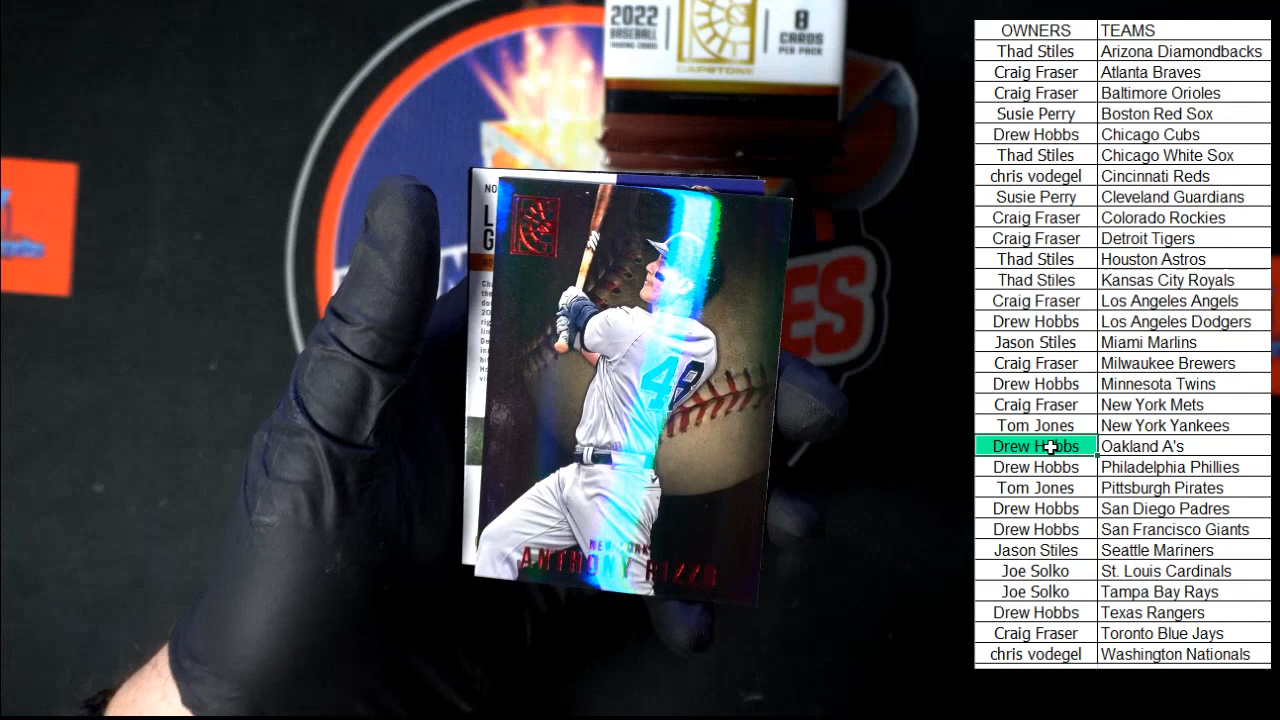 2022
BASEBALL
TRADING CARDS
8
CARDS
PER PACK
CAPSTONE
NO
L
G
48
NEW YORK
ANTHONY RIZZO
ES
OWNERS TEAMS
Thad Stiles Arizona Diamondbacks
Craig Fraser Atlanta Braves
Craig Fraser Baltimore Orioles
Susie Perry Boston Red Sox
Drew Hobbs Chicago Cubs
Thad Stiles Chicago White Sox
chris vodegel Cincinnati Reds
Susie Perry Cleveland Guardians
Craig Fraser Colorado Rockies
Craig Fraser Detroit Tigers
Thad Stiles Houston Astros
Thad Stiles Kansas City Royals
Craig Fraser Los Angeles Angels
Drew Hobbs Los Angeles Dodgers
Jason Stiles Miami Marlins
Craig Fraser Milwaukee Brewers
Drew Hobbs Minnesota Twins
Craig Fraser New York Mets
Tom Jones New York Yankees
Drew Hobbs Oakland A's
Drew Hobbs Philadelphia Phillies
Tom Jones Pittsburgh Pirates
Drew Hobbs San Diego Padres
Drew Hobbs San Francisco Giants
Jason Stiles Seattle Mariners
Joe Solko St. Louis Cardinals
Joe Solko Tampa Bay Rays
Drew Hobbs Texas Rangers
Craig Fraser Toronto Blue Jays
chris vodegel Washington Nationals